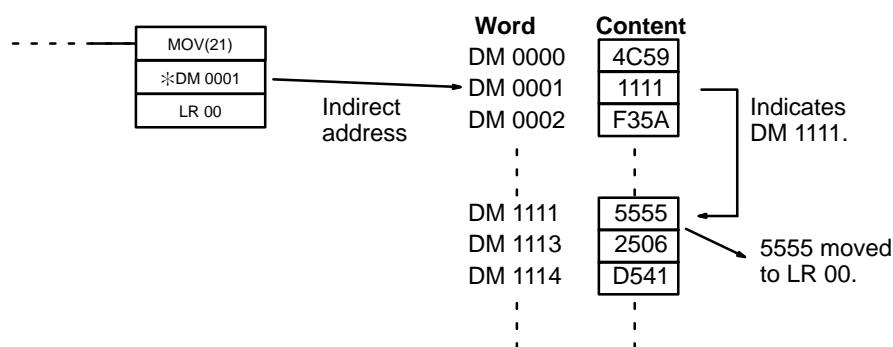 Word Content
MOV(21)
✳DM 0001
LR 00
Indirect
address
DM 0000 4C59
DM 0001 1111
DM 0002 F35A
Indicates
DM 1111.
DM 1111 5555
DM 1113 2506
DM 1114 D541
5555 moved
to LR 00.